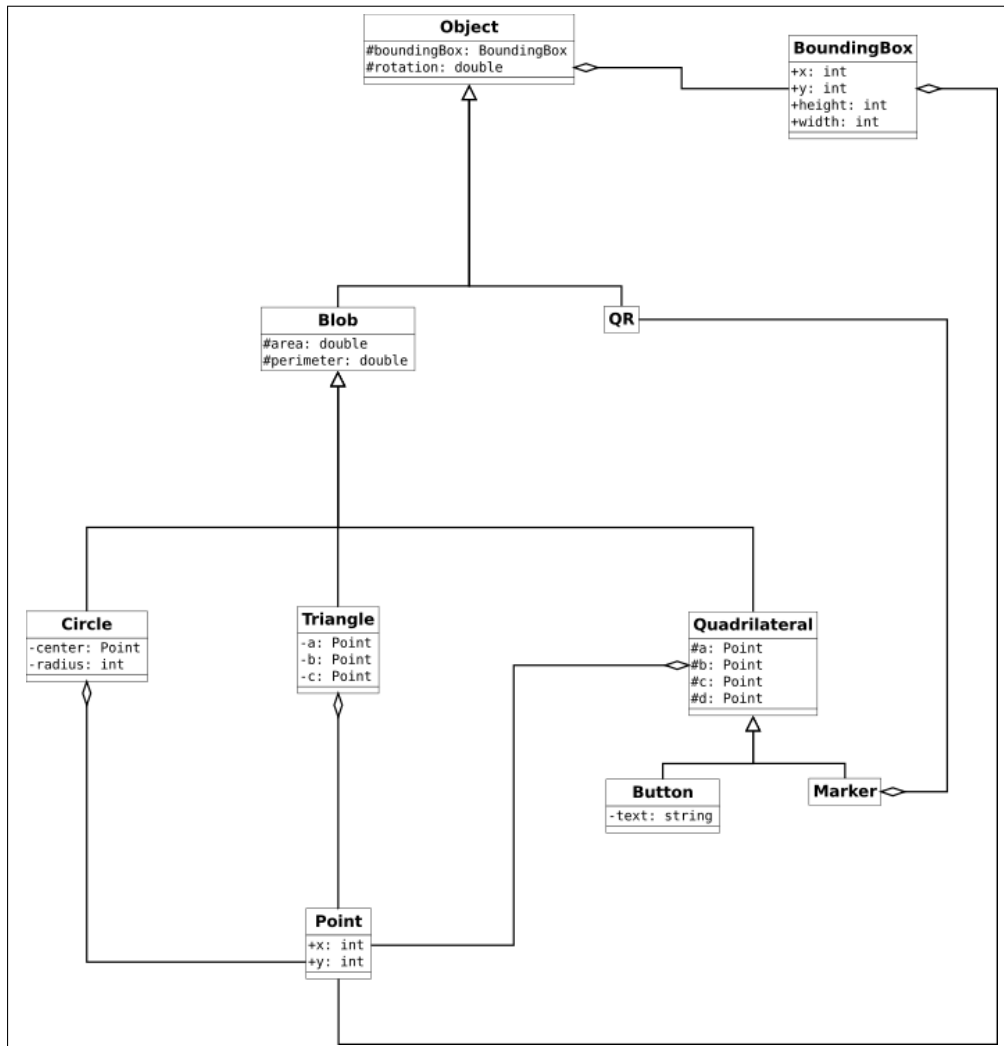 Object
#boundingBox: BoundingBox
#rotation: double
BoundingBox
+x: int
+y: int
+height: int
+width: int
Blob
#area: double
#perimeter: double
QR
Circle
-center: Point
-radius: int
Triangle
-a: Point
-b: Point
-c: Point
Quadrilateral
#a: Point
#b: Point
#c: Point
#d: Point
Button
-text: string
Marker
Point
+x: int
+y: int